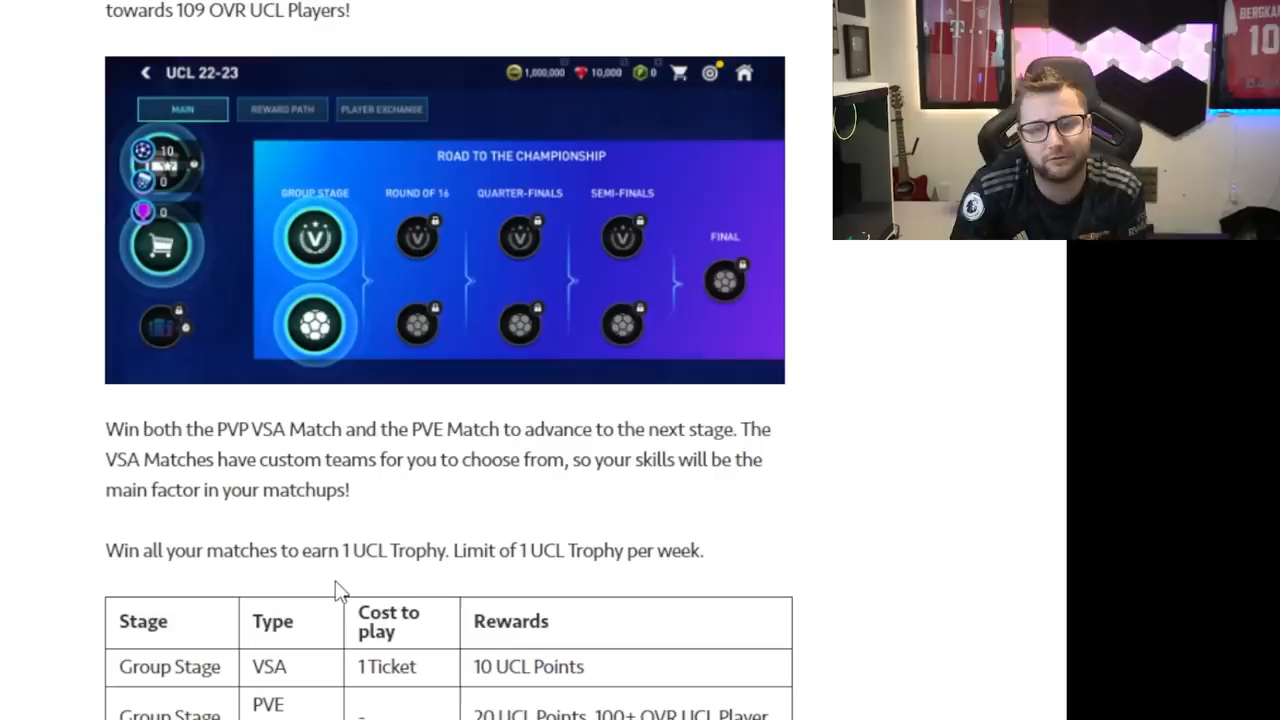 towards 109 OVR UCL Players!
UCL 22-23
1,000,000
10,000
0
MAIN
REWARD PATH
PLAYER EXCHANGE
10
0
0
ROAD TO THE CHAMPIONSHIP
GROUP STAGE
ROUND OF 16
QUARTER-FINALS
SEMI-FINALS
FINAL
BERGKA
10
Win both the PVP VSA Match and the PVE Match to advance to the next stage. The
VSA Matches have custom teams for you to choose from, so your skills will be the
main factor in your matchups!
Win all your matches to earn 1 UCL Trophy. Limit of 1 UCL Trophy per week.
Stage Type Cost to play Rewards
Group Stage VSA 1 Ticket 10 UCL Points
Group Stage PVE - 20 UCL Points, 100+ OVR UCL Player